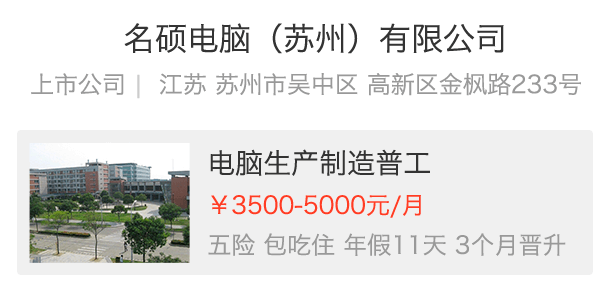 名硕电脑（苏州）有限公司
上市公司 | 江苏 苏州市吴中区 高新区金枫路233号
电脑生产制造普工
￥3500-5000元/月
五险 包吃住 年假11天 3个月晋升